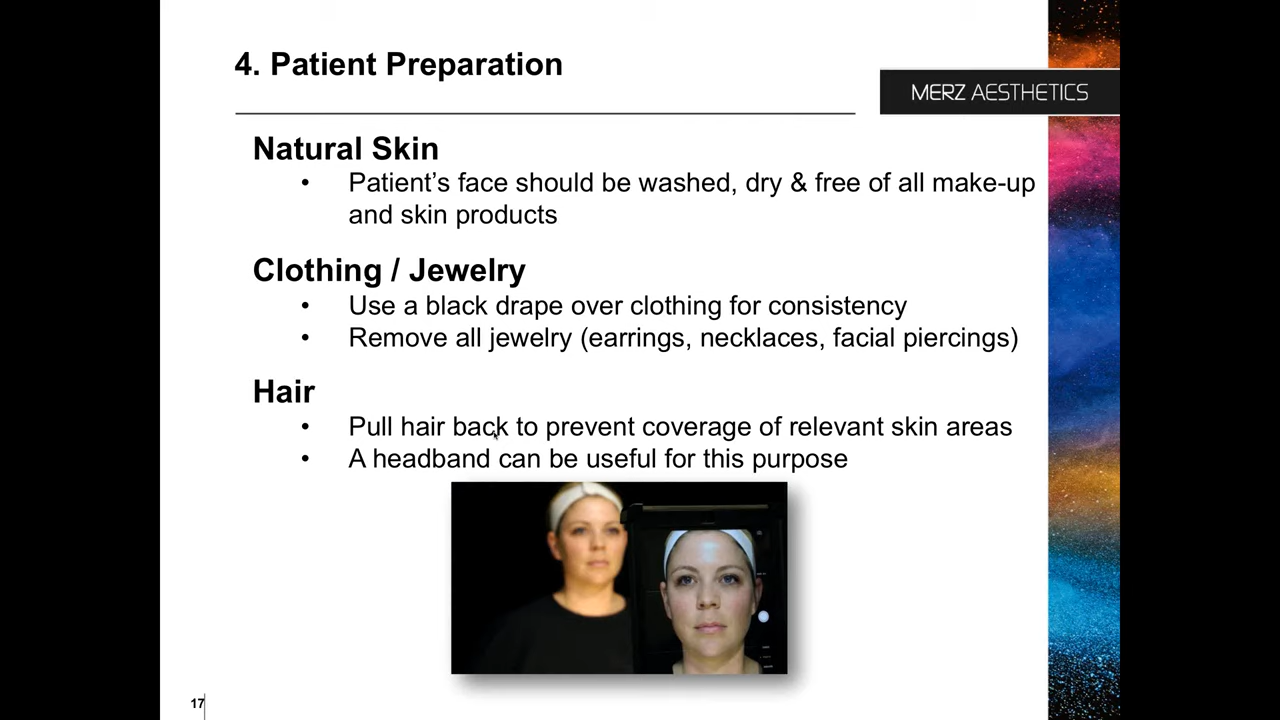 4. Patient Preparation
MERZ AESTHETICS
Natural Skin
• Patient’s face should be washed, dry & free of all make-up
and skin products
Clothing / Jewelry
• Use a black drape over clothing for consistency
• Remove all jewelry (earrings, necklaces, facial piercings)
Hair
• Pull hair back to prevent coverage of relevant skin areas
• A headband can be useful for this purpose
17